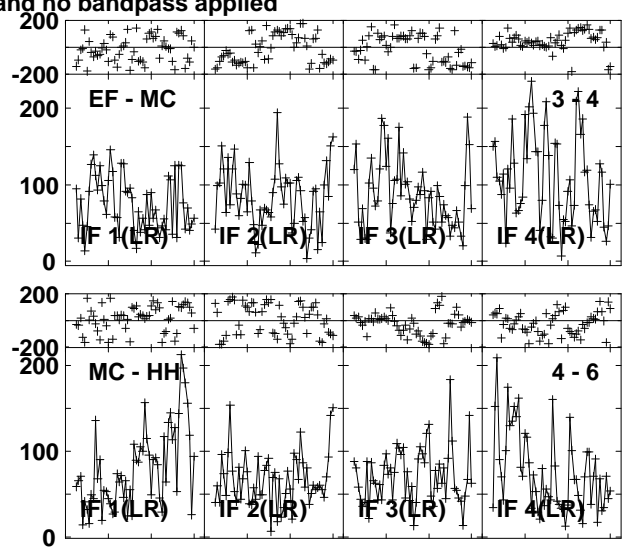 and no bandpass applied
200
-200
EF - MC 3 - 4
200
100
0
IF 1(LR) IF 2(LR) IF 3(LR) IF 4(LR)
200
-200
MC - HH 4 - 6
200
100
0
IF 1(LR) IF 2(LR) IF 3(LR) IF 4(LR)